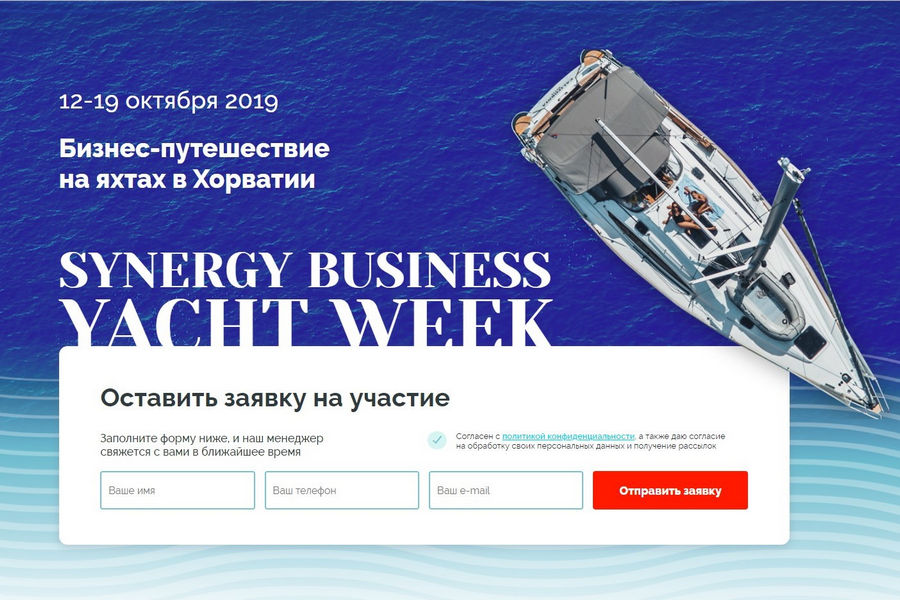 12-19 октября 2019
Бизнес-путешествие
на яхтах в Хорватии
SYNERGY BUSINESS
YACHT WEEK
Оставить заявку на участие
Заполните форму ниже, и наш менеджер
свяжется с вами в ближайшее время
Согласен с политикой конфиденциальности, а также даю согласие
на обработку своих персональных данных и получение рассылок
Ваше имя
Ваш телефон
Ваш e-mail
Отправить заявку